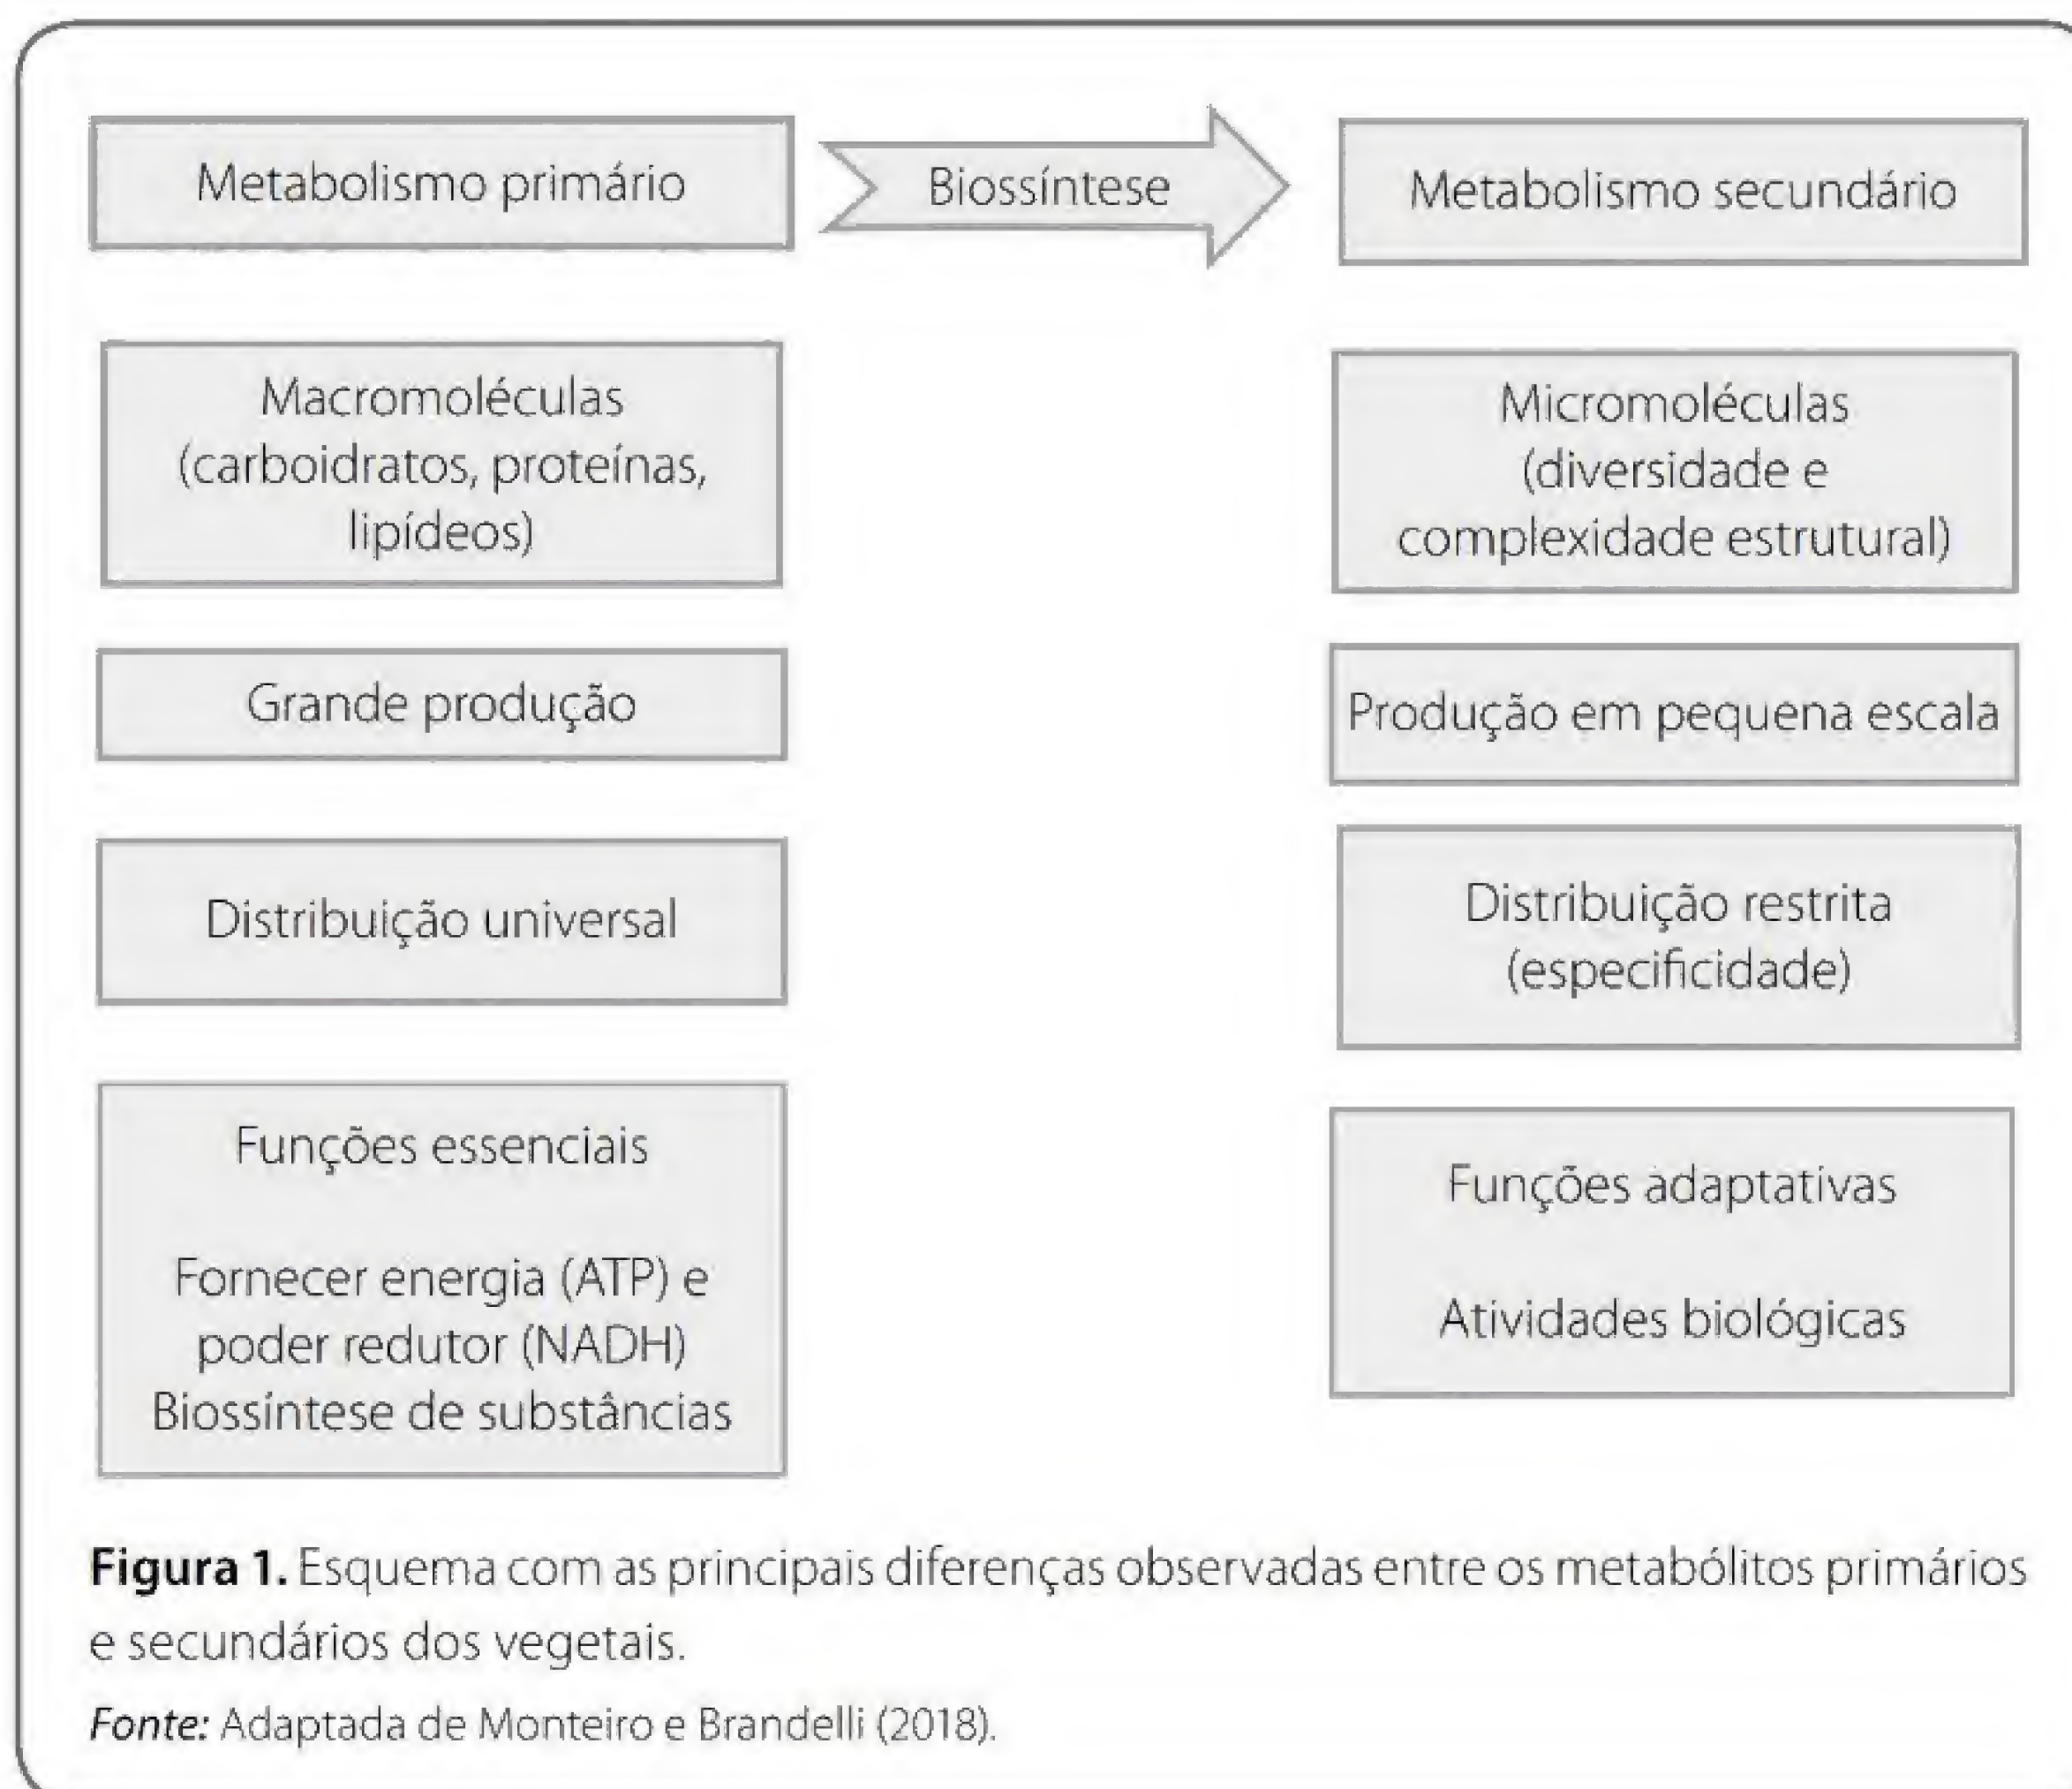 Metabolismo primário
Biossíntese
Metabolismo secundário
Macromoléculas
(carboidratos, proteínas,
lipídeos)
Micromoléculas
(diversidade e
complexidade estrutural)
Grande produção
Produção em pequena escala
Distribuição universal
Distribuição restrita
(especificidade)
Funções essenciais
Fornecer energia (ATP) e
poder redutor (NADH)
Biossíntese de substâncias
Funções adaptativas
Atividades biológicas
Figura 1. Esquema com as principais diferenças observadas entre os metabólitos primários
e secundários dos vegetais.
Fonte: Adaptada de Monteiro e Brandelli (2018).